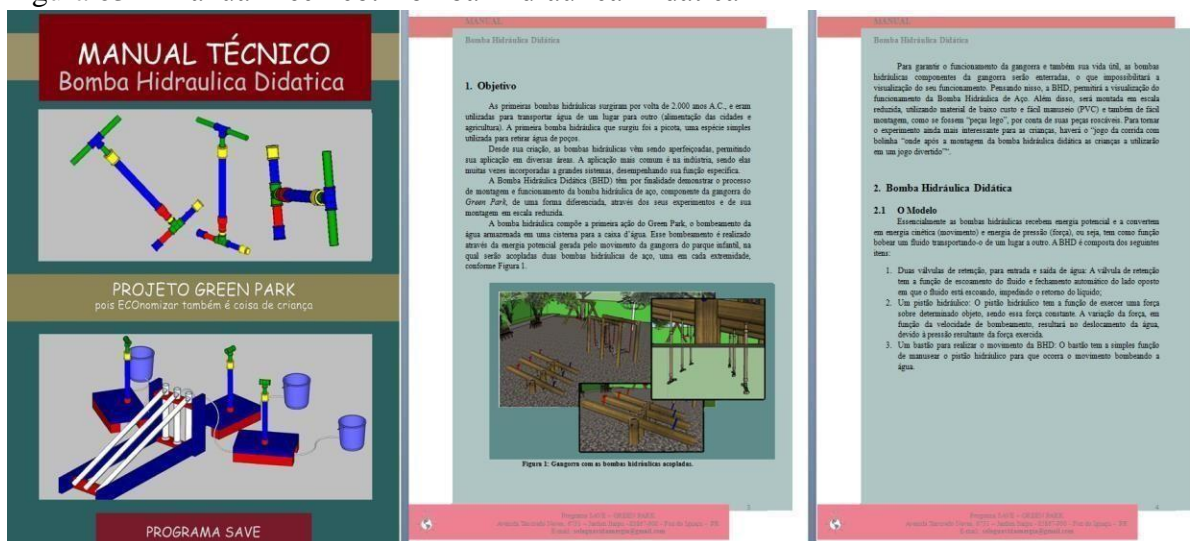 MANUAL TÉCNICO
Bomba Hidraulica Didatica
PROJETO GREEN PARK
pois ECOnomizar também é coisa de criança
PROGRAMA SAVE
MANUAL
Bomba Hidráulica Didática
1. Objetivo
As primeiras bombas hidráulicas surgiram por volta de 2.000 anos A.C., e eram
utilizadas para transportar água de um lugar para outro (alimentação das cidades e
agricultura). A primeira bomba hidráulica que surgiu foi a picota, uma espécie simples
utilizada para retirar água de poços.
Desde sua criação, as bombas hidráulicas vêm sendo aperfeiçoadas, permitindo
sua aplicação em diversas áreas. A aplicação mais comum é na indústria, sendo elas
muitas vezes incorporadas a grandes sistemas, desempenhando sua função específica.
A Bomba Hidráulica Didática (BHD) têm por finalidade demonstrar o processo
de montagem e funcionamento da bomba hidráulica de aço, componente da gangorra do
Green Park, de uma forma diferenciada, através dos seus experimentos e de sua
montagem em escala reduzida.
A bomba hidráulica compõe a primeira ação do Green Park, o bombeamento da
água armazenada em uma cisterna para a caixa d'água. Esse bombeamento é realizado
através da energia potencial gerada pelo movimento da gangorra do parque infantil, na
qual serão acopladas duas bombas hidráulicas de aço, uma em cada extremidade,
conforme Figura 1.
Figura 1: Gangorra com as bombas hidráulicas acopladas.
3
Programa SAVE – GREEN PARK
MANUAL
Bomba Hidráulica Didática
Para garantir o funcionamento da gangorra e também sua vida útil, as bombas
hidráulicas componentes da gangorra serão enterradas, o que impossibilitará a
visualização do seu funcionamento. Pensando nisso, a BHD, permitirá a visualização do
funcionamento da Bomba Hidráulica de Aço. Além disso, será montada em escala
reduzida, utilizando material de baixo custo e fácil manuseio (PVC) e também de fácil
montagem, como se fossem "peças lego", por conta de suas peças roscáveis. Para tornar
o experimento ainda mais interessante para as crianças, haverá o "jogo da corrida com
bolinha "onde após a montagem da bomba hidráulica didática as crianças a utilizarão
em um jogo divertido"".
2. Bomba Hidráulica Didática
2.1 O Modelo
Essencialmente as bombas hidráulicas recebem energia potencial e a convertem
em energia cinética (movimento) e energia de pressão (força), ou seja, tem como função
bobear um fluido transportando-o de um lugar a outro. A BHD é composta dos seguintes
itens:
1. Duas válvulas de retenção, para entrada e saída de água: A válvula de retenção
tem a função de escoamento do fluido e fechamento automático do lado oposto
em que o fluido está escoando, impedindo o retorno do líquido;
2. Um pistão hidráulico: O pistão hidráulico tem a função de exercer uma força
sobre determinado objeto, sendo essa força constante. A variação da força, em
função da velocidade de bombeamento, resultará no deslocamento da água,
devido à pressão resultante da força exercida.
3. Um bastão para realizar o movimento da BHD: O bastão tem a simples função
de manusear o pistão hidráulico para que ocorra o movimento bombeando a
água.
4
Programa SAVE – GREEN PARK